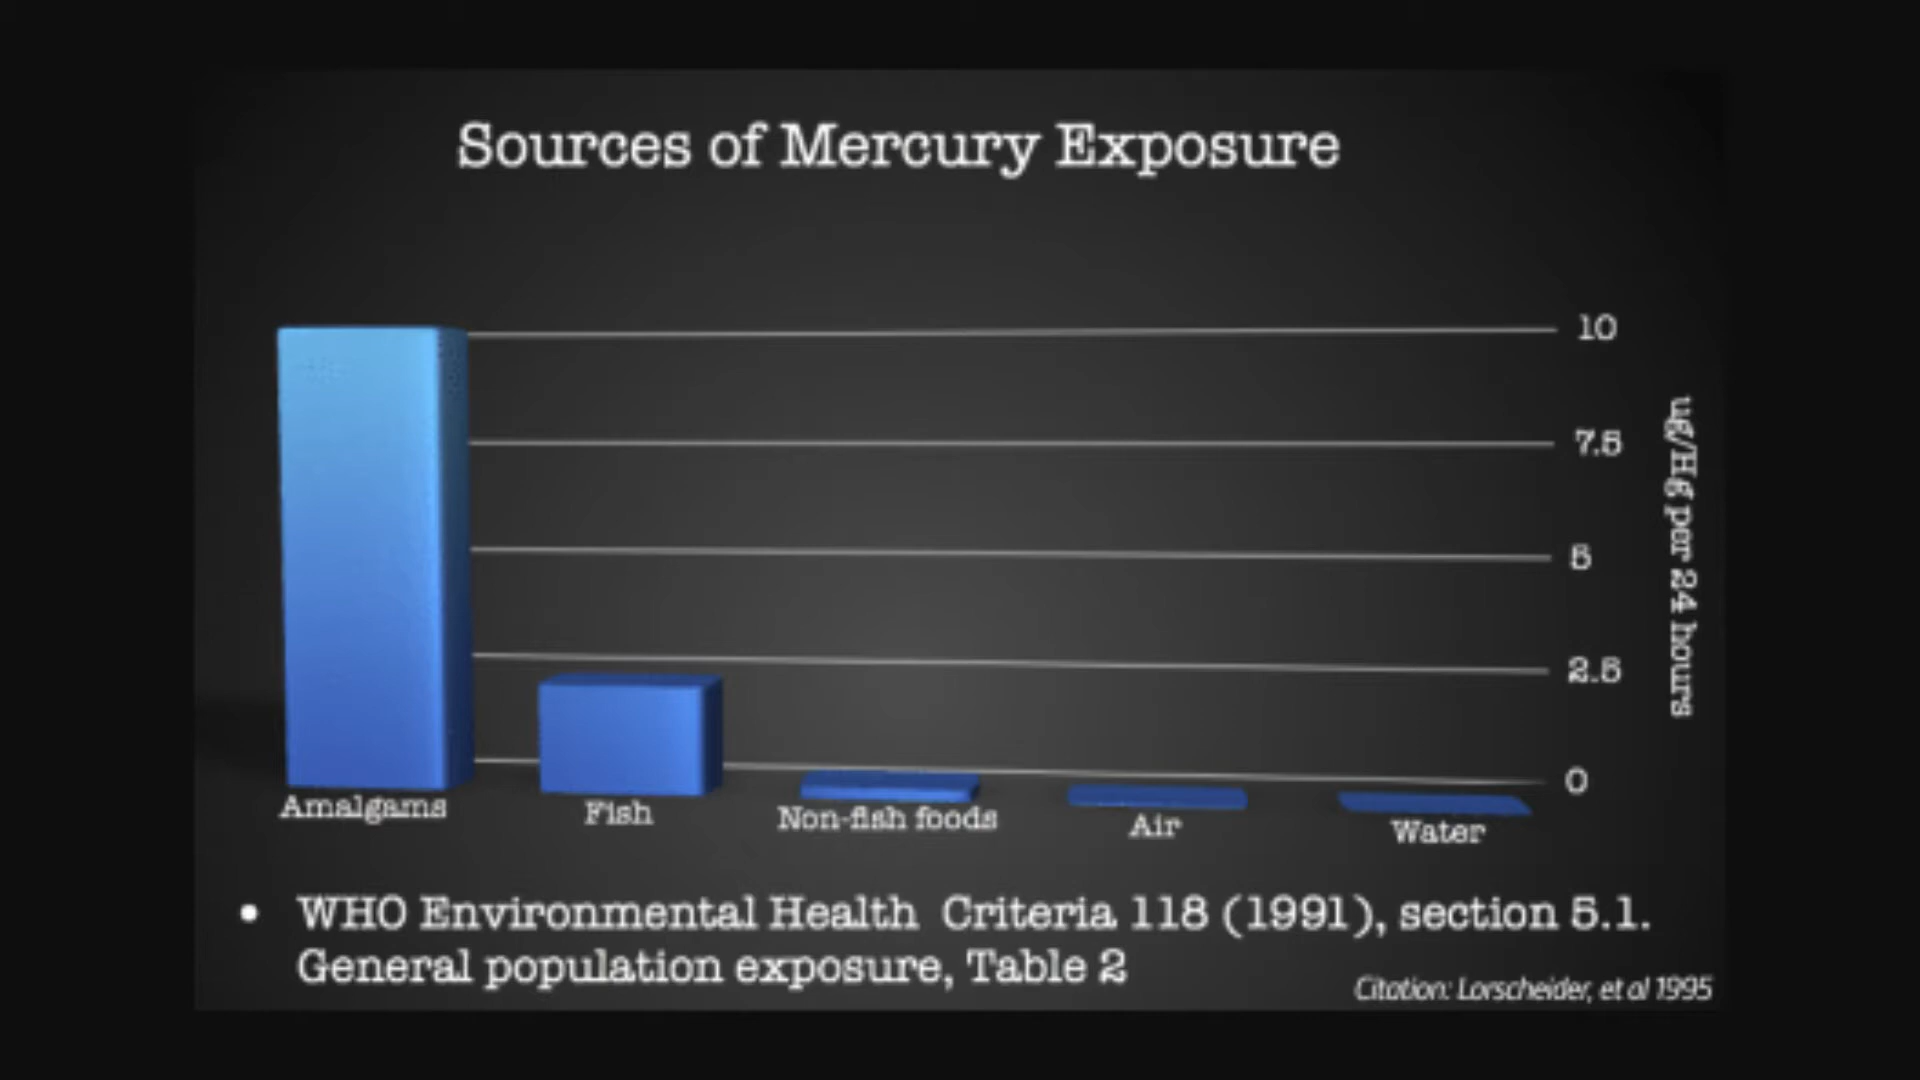 Sources of Mercury Exposure
10
7.5
5
2.5
0
ug/HG per 24 hours
Amalgams
Fish
Non-fish foods
Air
Water
• WHO Environmental Health Criteria 118 (1991), section 5.1.
General population exposure, Table 2
Citation: Lorscheider, et al 1995